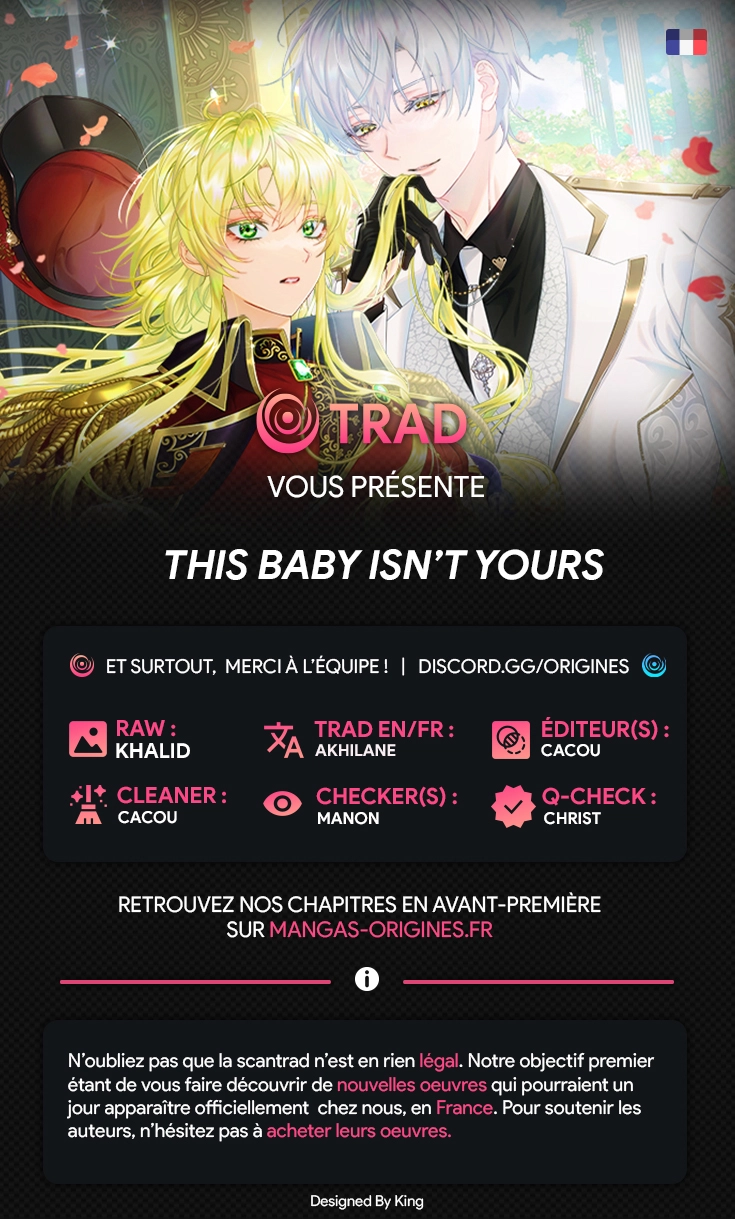 TRAD
VOUS PRÉSENTE
THIS BABY ISN'T YOURS
ET SURTOUT, MERCI À L'ÉQUIPE ! | DISCORD.GG/ORIGINES
RAW :
KHALID
TRAD EN/FR :
AKHILANE
ÉDITEUR(S) :
CACOU
CLEANER :
CACOU
CHECKER(S) :
MANON
Q-CHECK :
CHRIST
RETROUVEZ NOS CHAPITRES EN AVANT-PREMIÈRE
SUR MANGAS-ORIGINES.FR
N'oubliez pas que la scantrad n'est en rien légal. Notre objectif premier
étant de vous faire découvrir de nouvelles oeuvres qui pourraient un
jour apparaître officiellement chez nous, en France. Pour soutenir les
auteurs, n'hésitez pas à acheter leurs oeuvres.
Designed By King